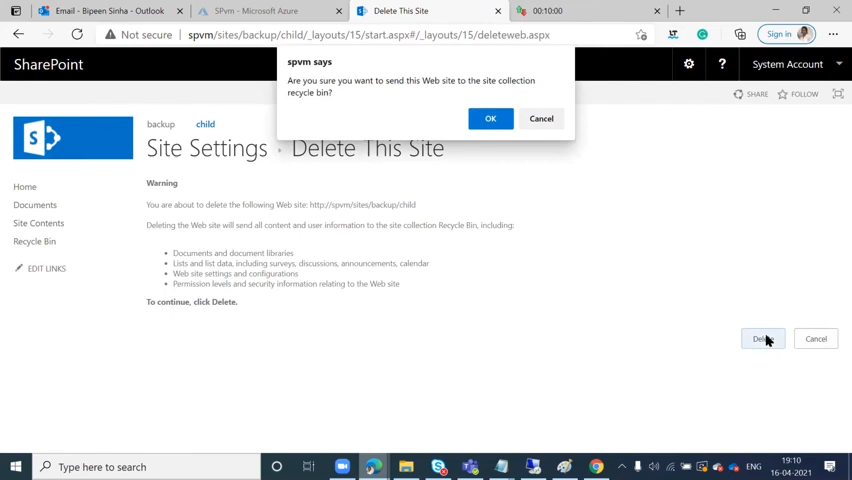 Email - Bipeen Sinha - Outlook
SPvm - Microsoft Azure
Delete This Site
00:10:00
Not secure
spvm/sites/backup/child/_layouts/15/start.aspx#/_layouts/15/deleteweb.aspx
Sign in
SharePoint
?
System Account
SHARE
FOLLOW
spvm says
Are you sure you want to send this Web site to the site collection
recycle bin?
OK
Cancel
backup
child
Site Settings
Delete This Site
Home
Documents
Site Contents
Recycle Bin
EDIT LINKS
Warning
You are about to delete the following Web site: http://spvm/sites/backup/child
Deleting the Web site will send all content and user information to the site collection Recycle Bin, including:
• Documents and document libraries
• Lists and list data, including surveys, discussions, announcements, calendar
• Web site settings and configurations
• Permission levels and security information relating to the Web site
To continue, click Delete.
Delete
Cancel
Type here to search
ENG
19:10
16-04-2021